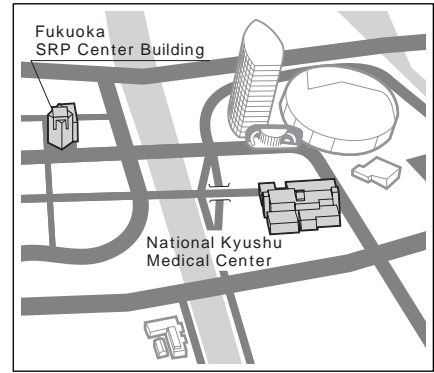 Fukuoka
SRP Center Building
National Kyushu
Medical Center